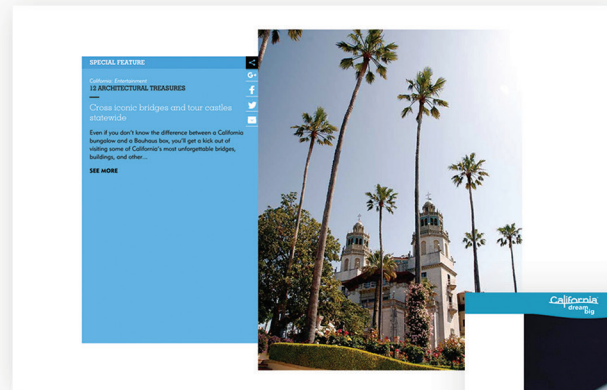 SPECIAL FEATURE
California: Entertainment
12 ARCHITECTURAL TREASURES
Cross iconic bridges and tour castles
statewide
Even if you don't know the difference between a California
bungalow and a Bauhaus box, you'll get a kick out of
visiting some of California's most unforgettable bridges,
buildings, and other...
SEE MORE
G+
California
dream
big